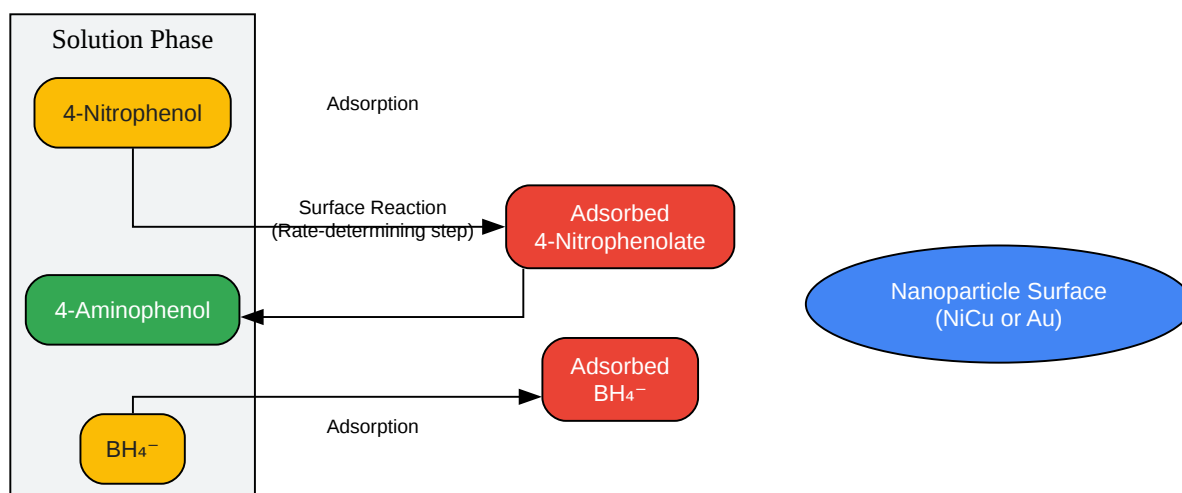 Solution Phase
4-Nitrophenol
Adsorption
Surface Reaction
(Rate-determining step)
Adsorbed
4-Nitrophenolate
4-Aminophenol
Nanoparticle Surface
(NiCu or Au)
Adsorbed
BH₄⁻
Adsorption
BH₄⁻